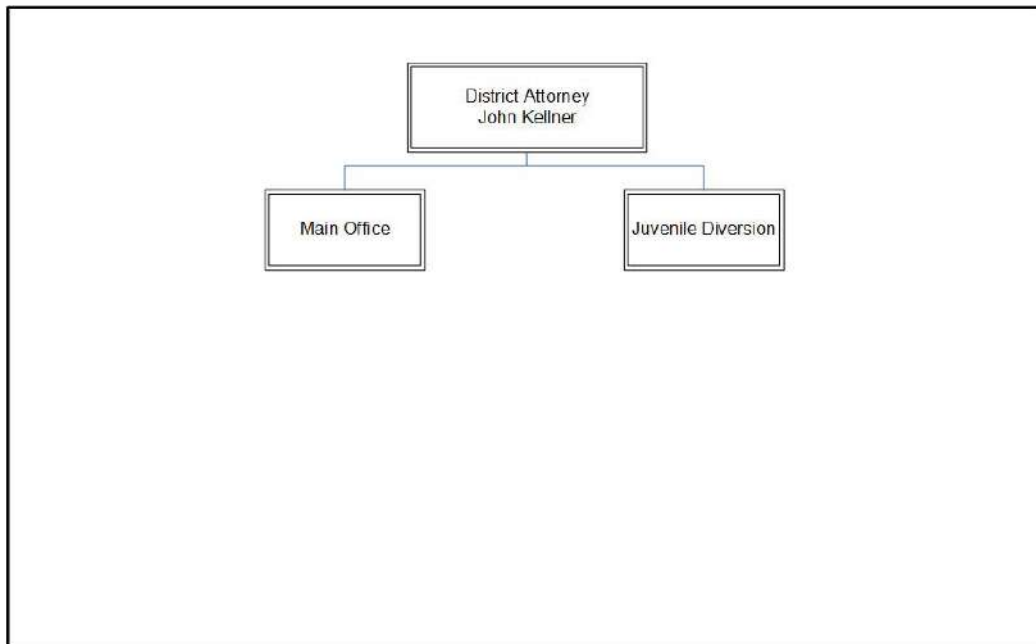 District Attorney
John Kellner
Main Office
Juvenile Diversion